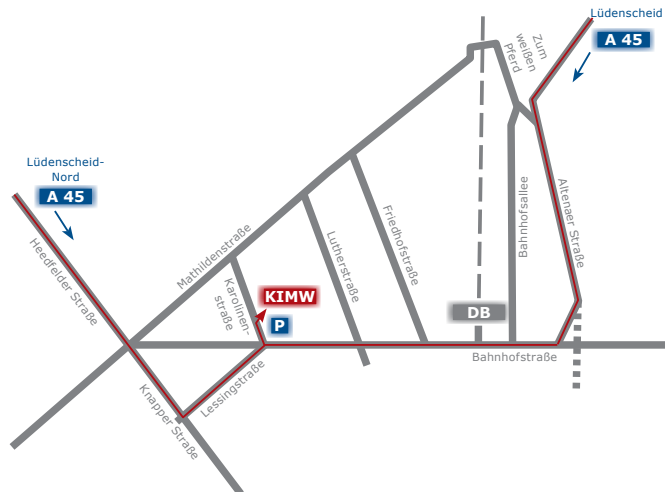 Lüdenscheid
A 45
Zum
weißen
Pferd
Lüdenscheid-
Nord
A 45
Heedfelder Straße
Mathildenstraße
Karolinen-
straße
KIMW
P
Lutherstraße
Friedhofstraße
Bahnhofsallee
Altenaer Straße
DB
Bahnhofstraße
Lessingstraße
Knapper Straße